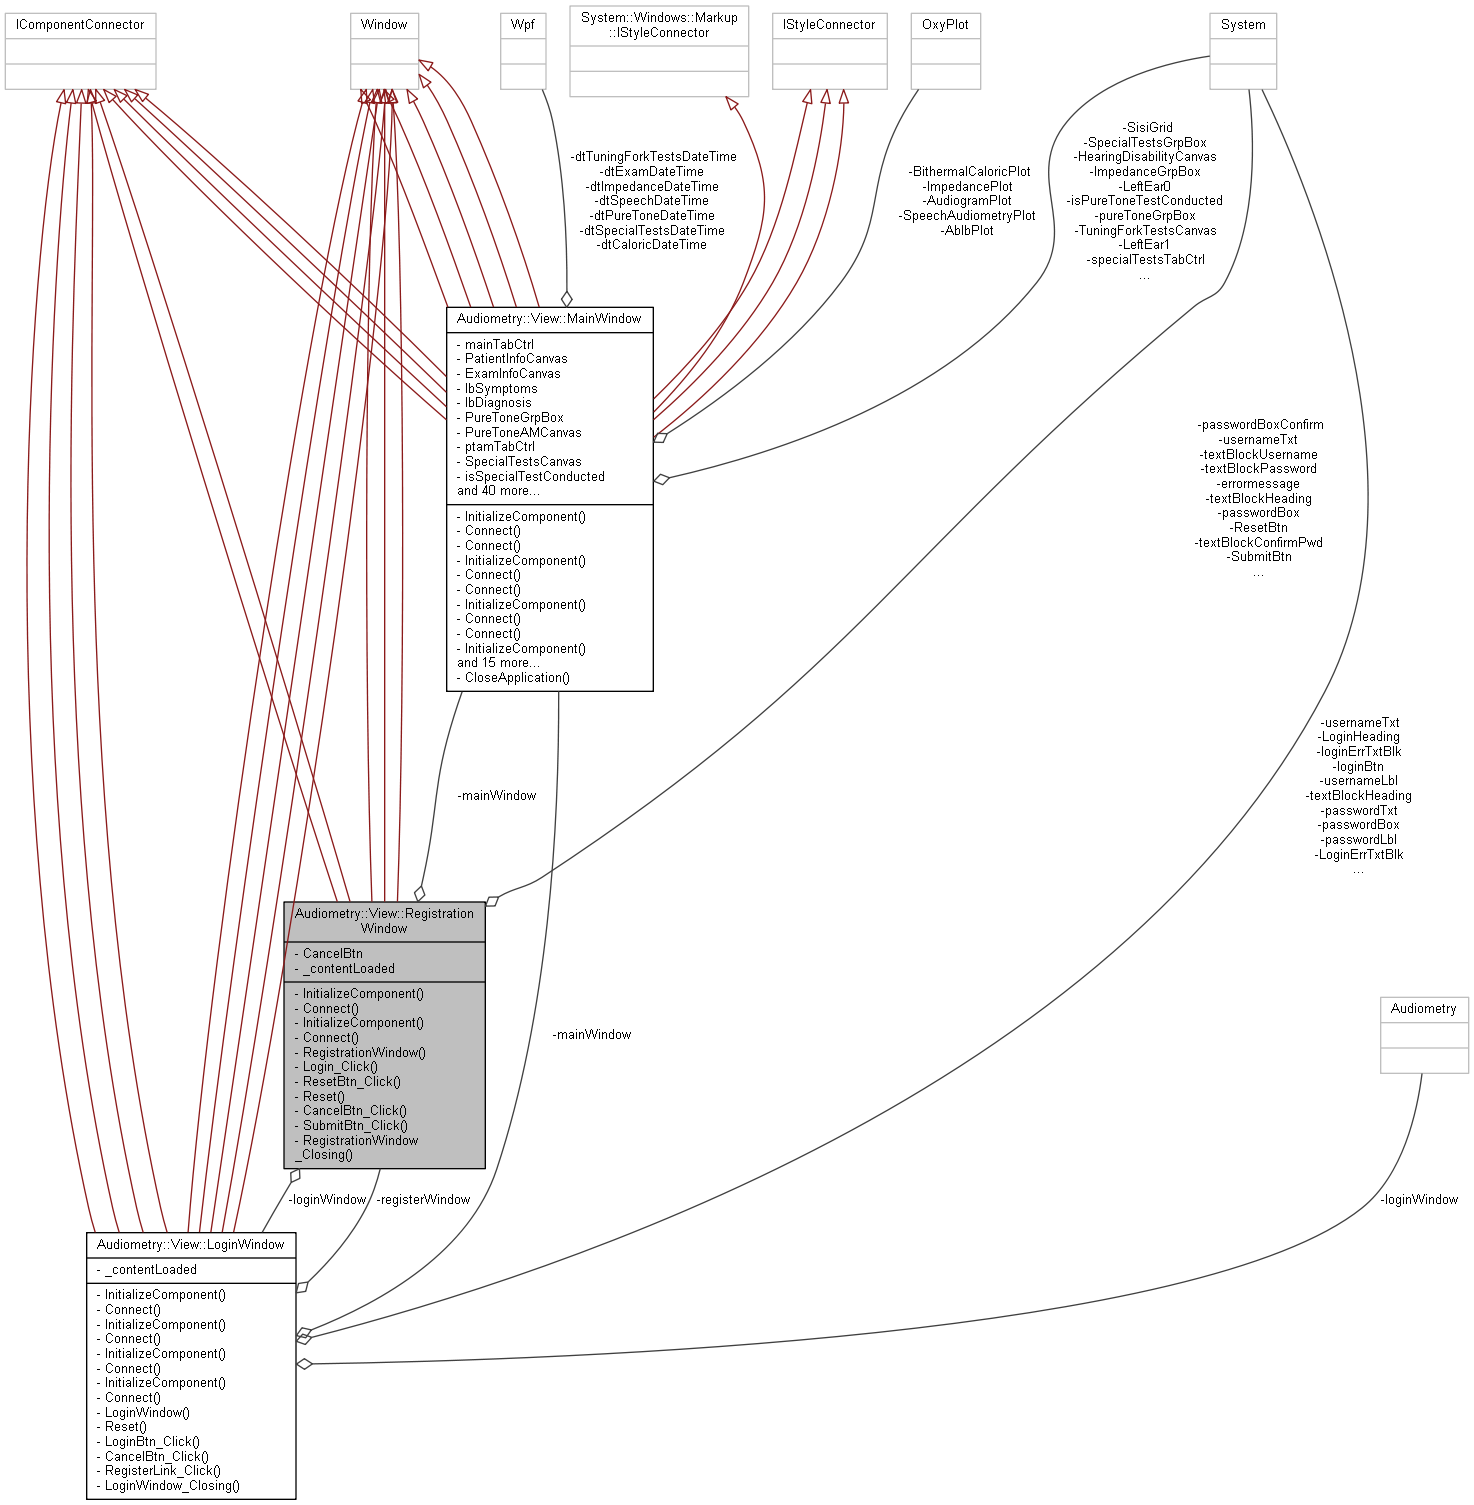 IComponentConnector
Window
Wpf
System::Windows::Markup
::IStyleConnector
IStyleConnector
OxyPlot
System
-SisiGrid
-SpecialTestsGrpBox
-HearingDisabilityCanvas
-ImpedanceGrpBox
-LeftEar0
-isPureToneTestConducted
-pureToneGrpBox
-TuningForkTestsCanvas
-LeftEar1
-specialTestsTabCtrl
...
-dtTuningForkTestsDateTime
-dtExamDateTime
-dtImpedanceDateTime
-dtSpeechDateTime
-dtPureToneDateTime
-dtSpecialTestsDateTime
-dtCaloricDateTime
-BithermalCaloricPlot
-ImpedancePlot
-AudiogramPlot
-SpeechAudiometryPlot
-AblbPlot
Audiometry::View::MainWindow
- mainTabCtrl
- PatientInfoCanvas
- ExamInfoCanvas
- lbSymptoms
- lbDiagnosis
- PureToneGrpBox
- PureToneAMCanvas
- ptamTabCtrl
- SpecialTestsCanvas
- isSpecialTestConducted
and 40 more...
- InitializeComponent()
- Connect()
- Connect()
- InitializeComponent()
- Connect()
- Connect()
- InitializeComponent()
- Connect()
- Connect()
- InitializeComponent()
and 15 more...
- CloseApplication()
-passwordBoxConfirm
-usernameTxt
-textBlockUsername
-textBlockPassword
-errormessage
-textBlockHeading
-passwordBox
-ResetBtn
-textBlockConfirmPwd
-SubmitBtn
...
-usernameTxt
-LoginHeading
-loginErrTxtBlk
-loginBtn
-usernameLbl
-textBlockHeading
-passwordTxt
-passwordBox
-passwordLbl
-LoginErrTxtBlk
...
-mainWindow
Audiometry::View::Registration
Window
- CancelBtn
- _contentLoaded
- InitializeComponent()
- Connect()
- InitializeComponent()
- Connect()
- RegistrationWindow()
- Login_Click()
- ResetBtn_Click()
- Reset()
- CancelBtn_Click()
- SubmitBtn_Click()
- RegistrationWindow
_Closing()
-mainWindow
Audiometry
-loginWindow
-registerWindow
-loginWindow
Audiometry::View::LoginWindow
- _contentLoaded
- InitializeComponent()
- Connect()
- InitializeComponent()
- Connect()
- InitializeComponent()
- Connect()
- InitializeComponent()
- Connect()
- LoginWindow()
- Reset()
- LoginBtn_Click()
- CancelBtn_Click()
- RegisterLink_Click()
- LoginWindow_Closing()